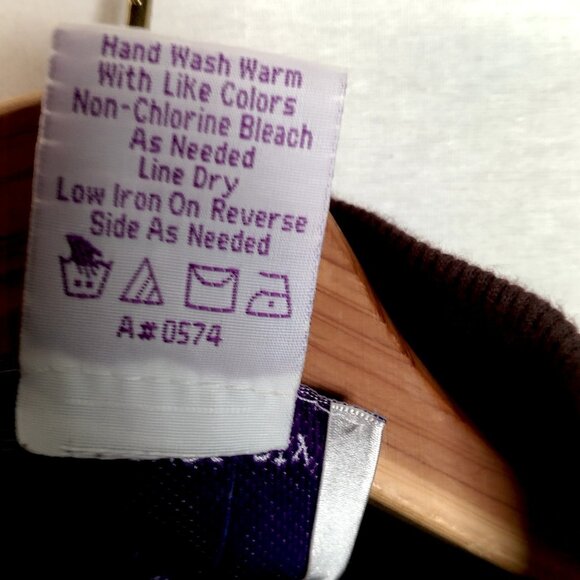 Hand Wash Warm
With Like Colors
Non-Chlorine Bleach
As Needed
Line Dry
Low Iron On Reverse
Side As Needed
A#0574